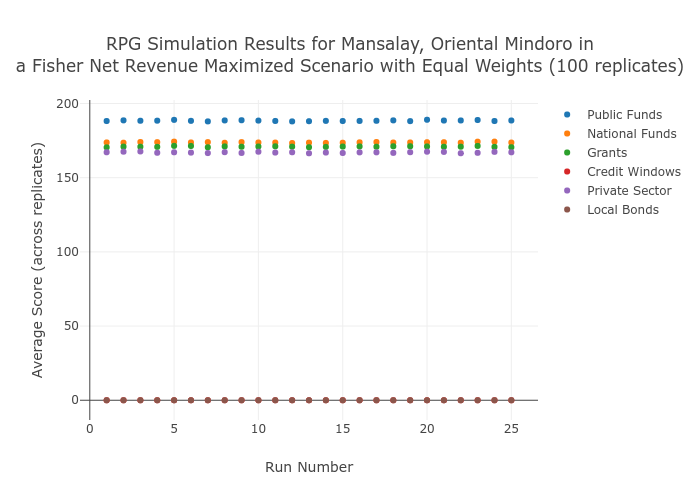 RPG Simulation Results for Mansalay, Oriental Mindoro in
a Fisher Net Revenue Maximized Scenario with Equal Weights (100 replicates)
Average Score (across replicates)
200
150
100
50
0
0
5
10
15
20
25
Run Number
Public Funds
National Funds
Grants
Credit Windows
Private Sector
Local Bonds